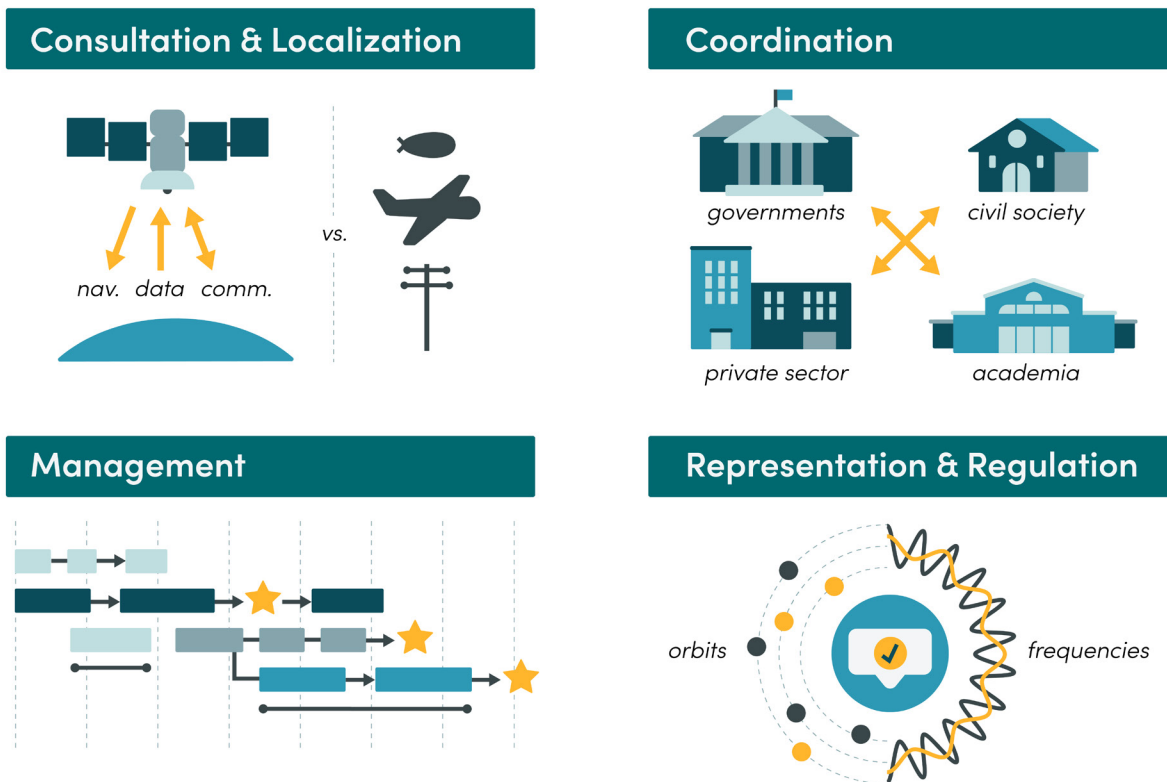 Consultation & Localization
vs.
nav. data comm.
Coordination
governments
civil society
private sector
academia
Management
Representation & Regulation
orbits
frequencies